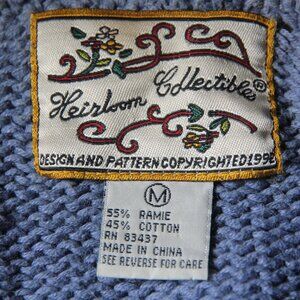 Heirloom Collectibles®
DESIGN AND PATTERN COPYRIGHTED 1998
M
55% RAMIE
45% COTTON
RN 83437
MADE IN CHINA
SEE REVERSE FOR CARE